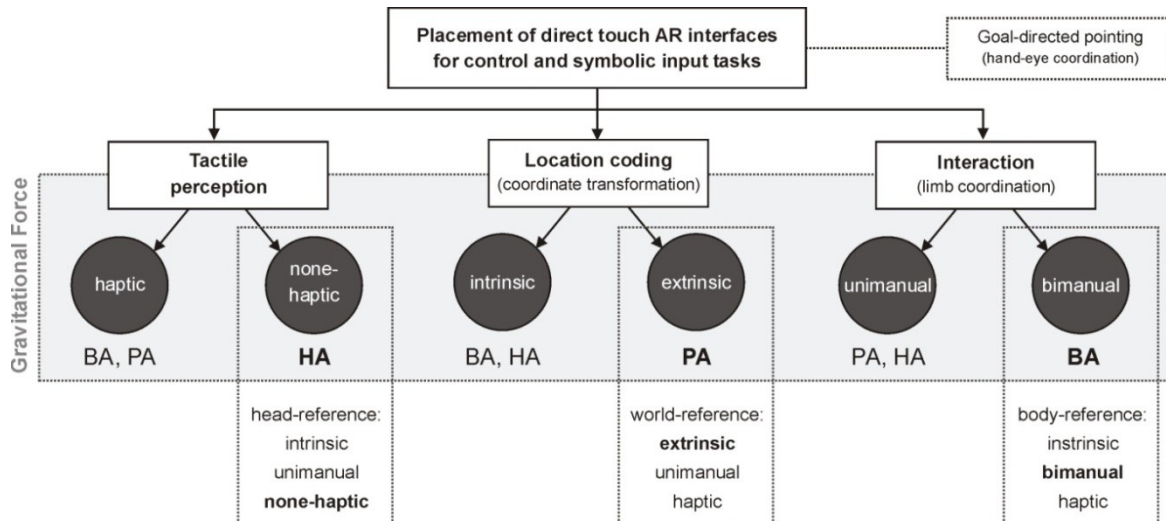 Placement of direct touch AR interfaces
for control and symbolic input tasks
Goal-directed pointing
(hand-eye coordination)
Tactile
perception
Location coding
(coordinate transformation)
Interaction
(limb coordination)
Gravitational Force
haptic
none-
haptic
intrinsic
extrinsic
unimanual
bimanual
BA, PA
HA
BA, HA
PA
PA, HA
BA
head-reference:
intrinsic
unimanual
none-haptic
world-reference:
extrinsic
unimanual
haptic
body-reference:
instrinsic
bimanual
haptic